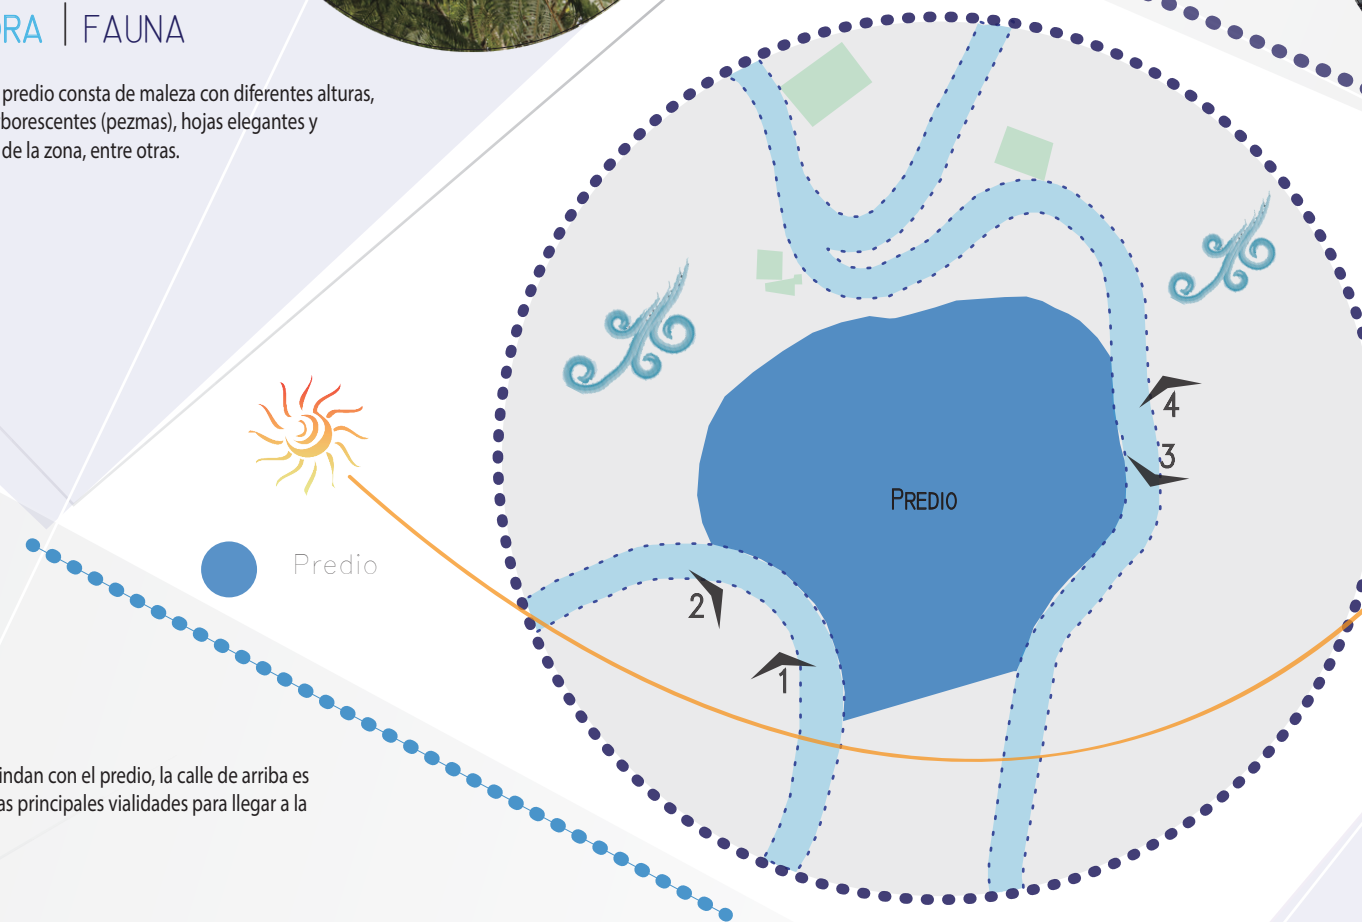 ORA | FAUNA
predio consta de maleza con diferentes alturas,
borescentes (pezmas), hojas elegantes y
de la zona, entre otras.
4
3
PREDIO
Predio
2
1
indan con el predio, la calle de arriba es
as principales vialidades para llegar a la